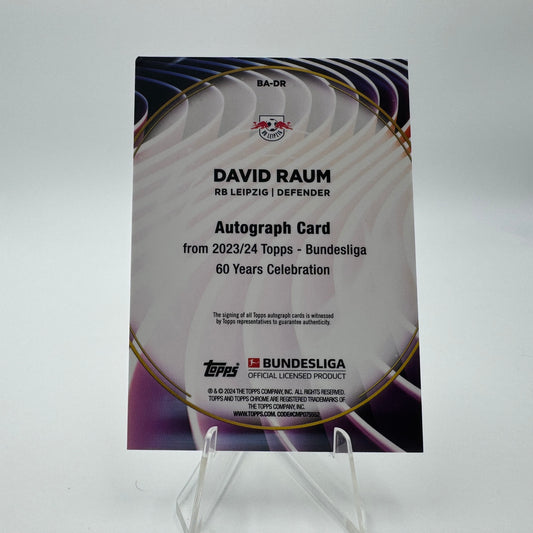 BA-DR
RB LEIPZIG
DAVID RAUM
RB LEIPZIG | DEFENDER
Autograph Card
from 2023/24 Topps - Bundesliga
60 Years Celebration
The signing of all Topps autograph cards is witnessed
by Topps representatives to guarantee authenticity.
topps BUNDESLIGA
OFFICIAL LICENSED PRODUCT
® & © 2024 THE TOPPS COMPANY, INC. ALL RIGHTS RESERVED.
TOPPS AND TOPPS CHROME ARE REGISTERED TRADEMARKS OF
THE TOPPS COMPANY, INC.
WWW.TOPPS.COM.